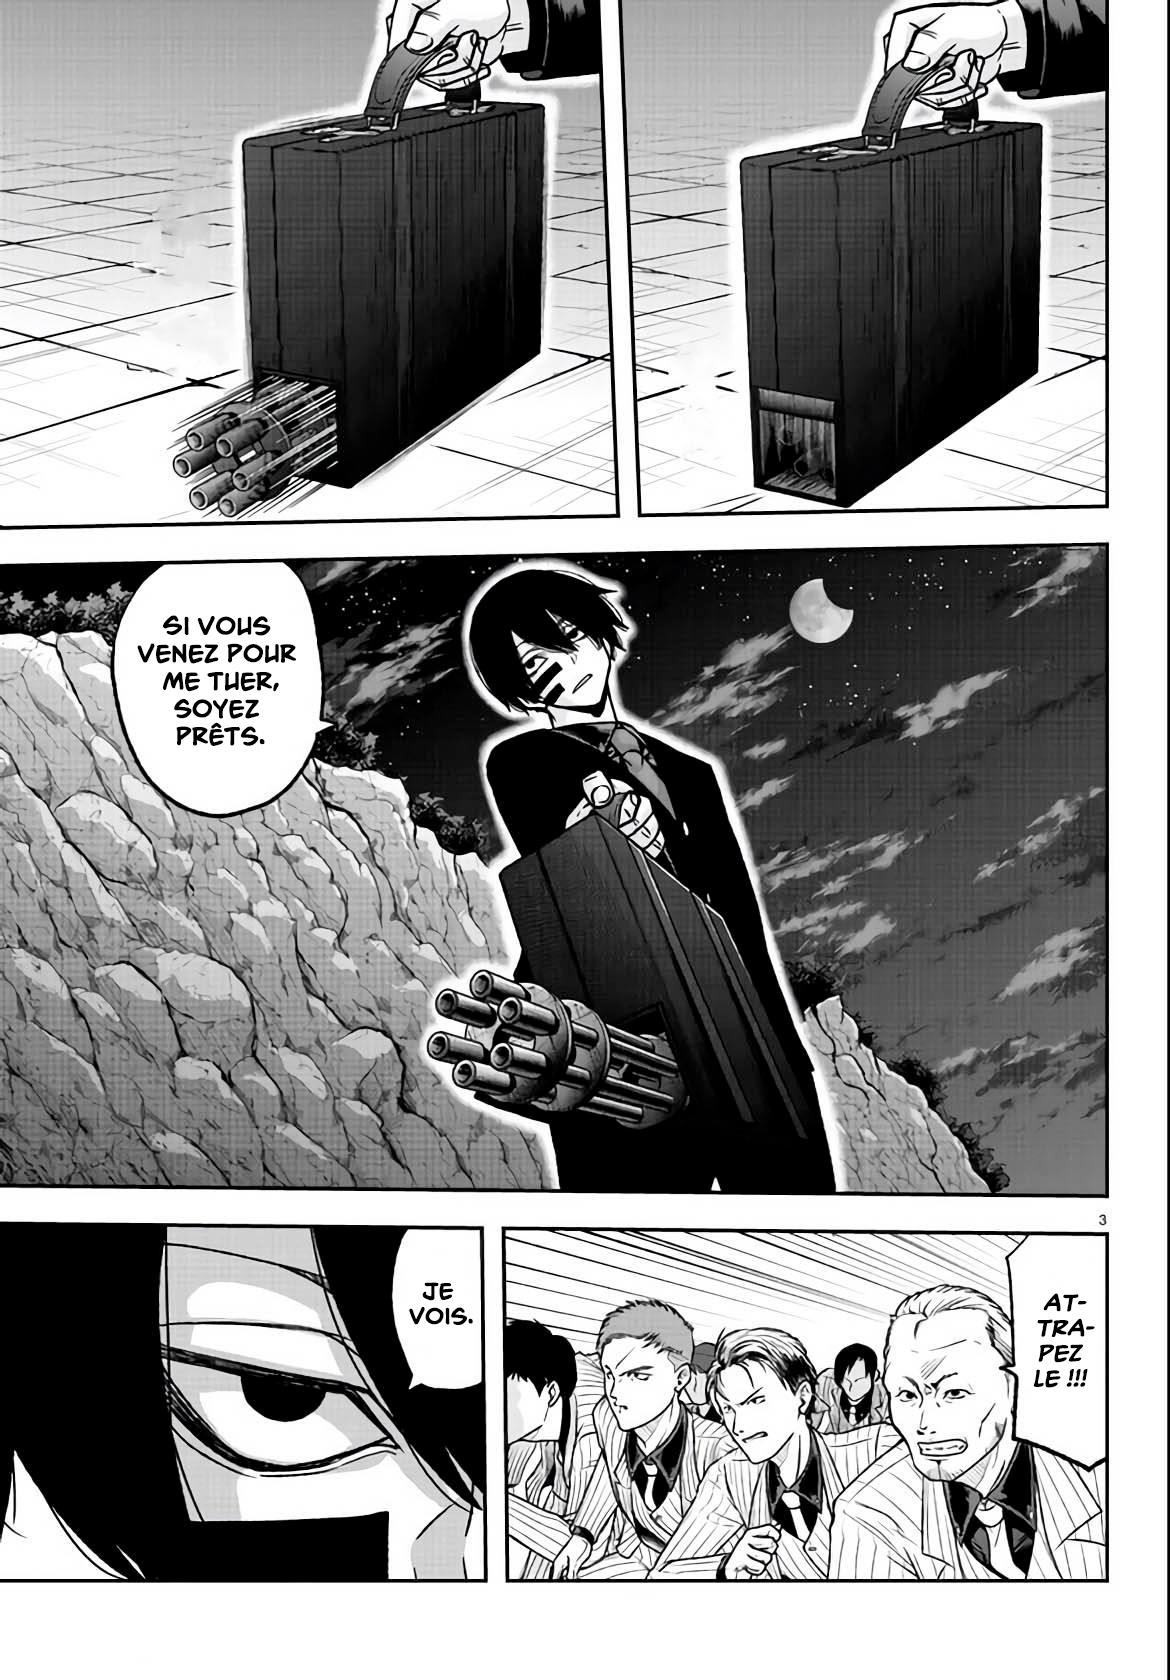 SI VOUS
VENEZ POUR
ME TUER,
SOYEZ
PRÊTS.
3
AT-
TRA-
PEZ
LE !!!
JE
VOIS.